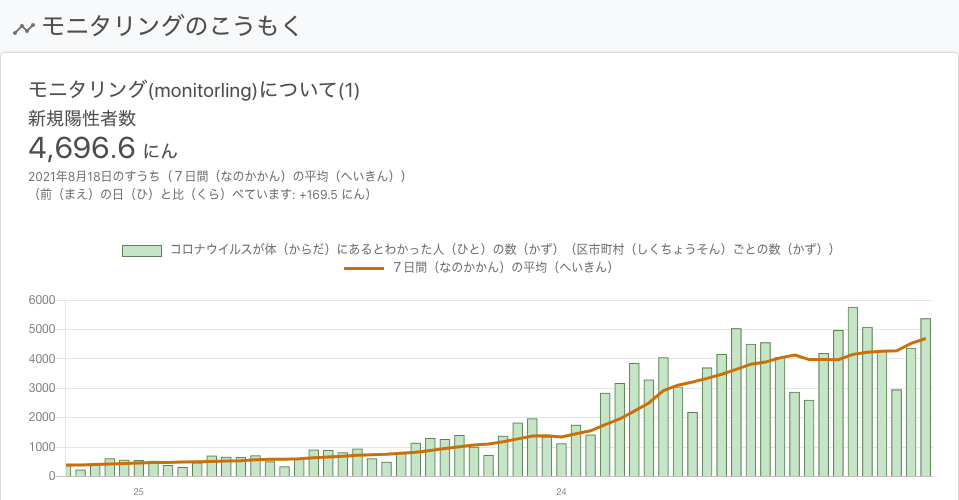 モニタリングのこうもく
モニタリング(monitorling)について(1)
新規陽性者数
4,696.6 にん
2021年8月18日のすうち（７日間（なのかかん）の平均（へいきん））
（前（まえ）の日（ひ）と比（くら）べています: +169.5 にん）
コロナウイルスが体（からだ）にあるとわかった人（ひと）の数（かず）（区市町村（しくちょうそん）ごとの数（かず））
７日間（なのかかん）の平均（へいきん）
6000
5000
4000
3000
2000
1000
0
25 24